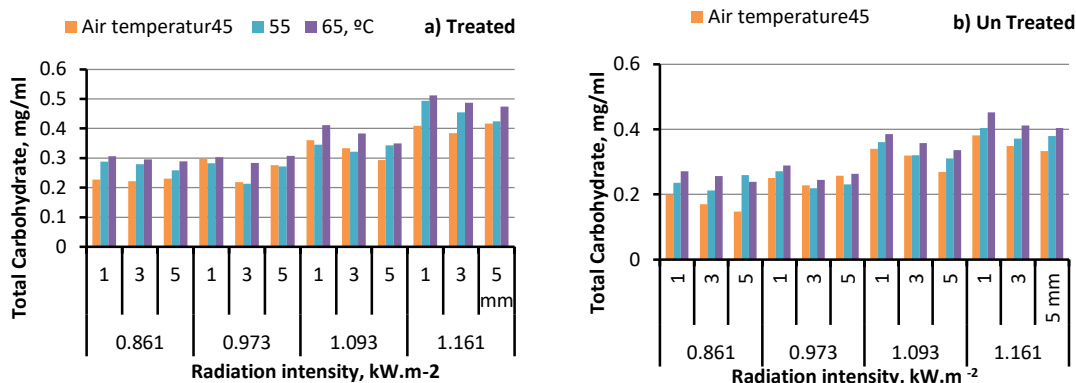 Air temperatur45 55 65, ºC a) Treated
Total Carbohydrate, mg/ml
0.6
0.5
0.4
0.3
0.2
0.1
0
1 3 5 1 3 5 1 3 5 1 3 5
mm
0.861 0.973 1.093 1.161
Radiation intensity, kW.m-2
Air temperature45 b) Un Treated
Total Carbohydrate, mg/ml
0.6
0.4
0.2
0.0
1 3 5 1 3 5 1 3 5 1 3 5 mm
0.861 0.973 1.093 1.161
Radiation intensity, kW.m -2